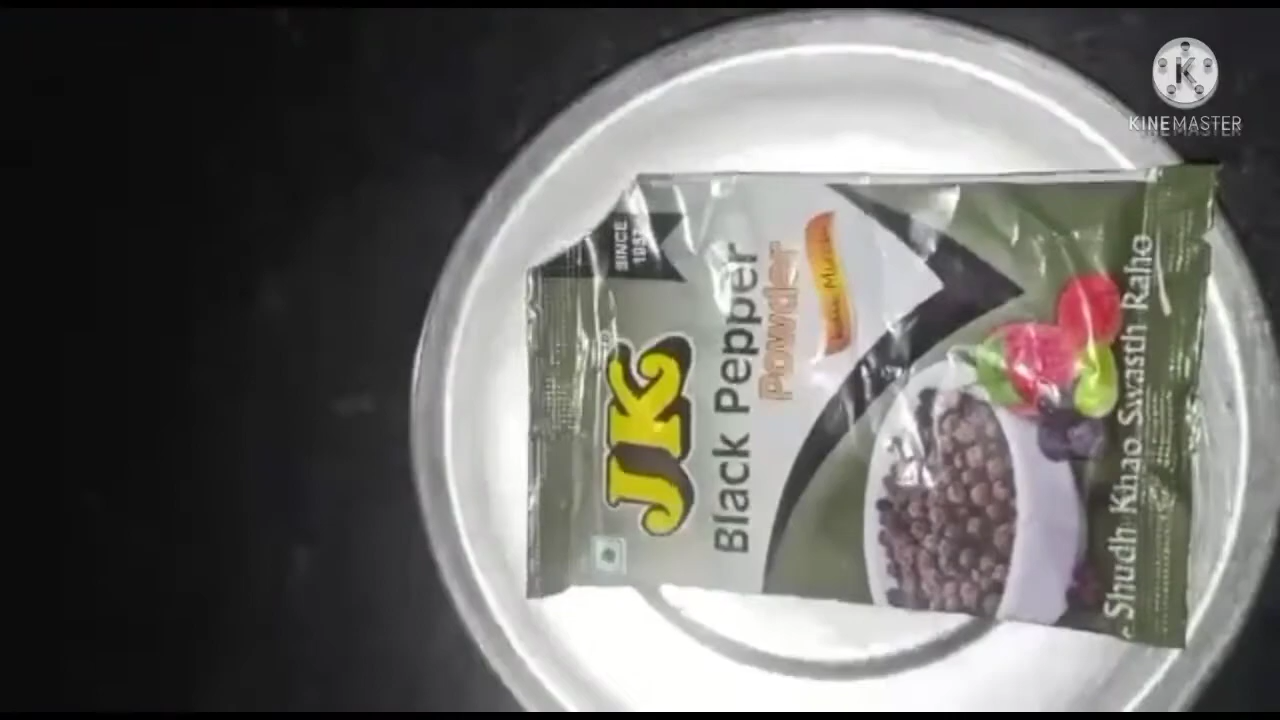 SINCE
JK
Black Pepper
Powder
Shudh Khao Swasth Raho
KINEMASTER